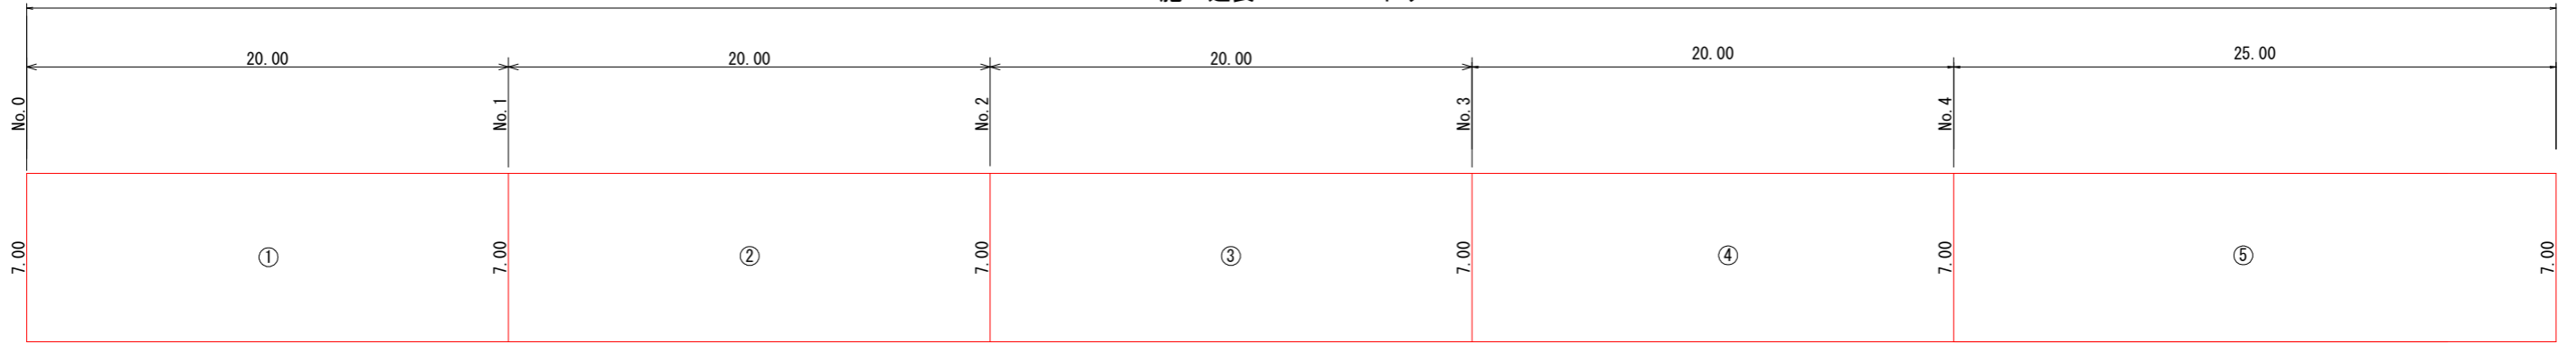 20.00 20.00 20.00 20.00 25.00
No.0 No.1 No.2 No.3 No.4
7.00 ① 7.00 ② 7.00 ③ 7.00 ④ 7.00 ⑤ 7.00